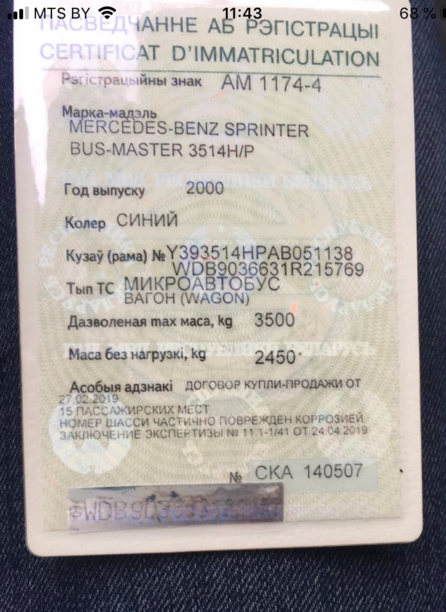 MTS BY 11:43 68 %
ПАСВЕДЧАННЕ АБ РЭГІСТРАЦЫІ
CERTIFICAT D'IMMATRICULATION
Рэгістрацыйны знак АМ 1174-4
Марка-мадэль
MERCEDES-BENZ SPRINTER
BUS-MASTER 3514H/P
Год выпуску 2000
Колер СИНИЙ
Кузаў (рама) № Y393514HPAB051138
WDB9036631R215769
Тып ТС МИКРОАВТОБУС
ВАГОН (WAGON)
Дазволеная max маса, kg 3500
Маса без нагрузкі, kg 2450
Асобыя адзнакі ДОГОВОР КУПЛИ-ПРОДАЖИ ОТ
27.02.2019
15 ПАССАЖИРСКИХ МЕСТ
НОМЕР ШАССИ ЧАСТИЧНО ПОВРЕЖДЕН КОРРОЗИЕЙ
ЗАКЛЮЧЕНИЕ ЭКСПЕРТИЗЫ № 11.1-1/41 ОТ 24.04.2019
№ СКА 140507